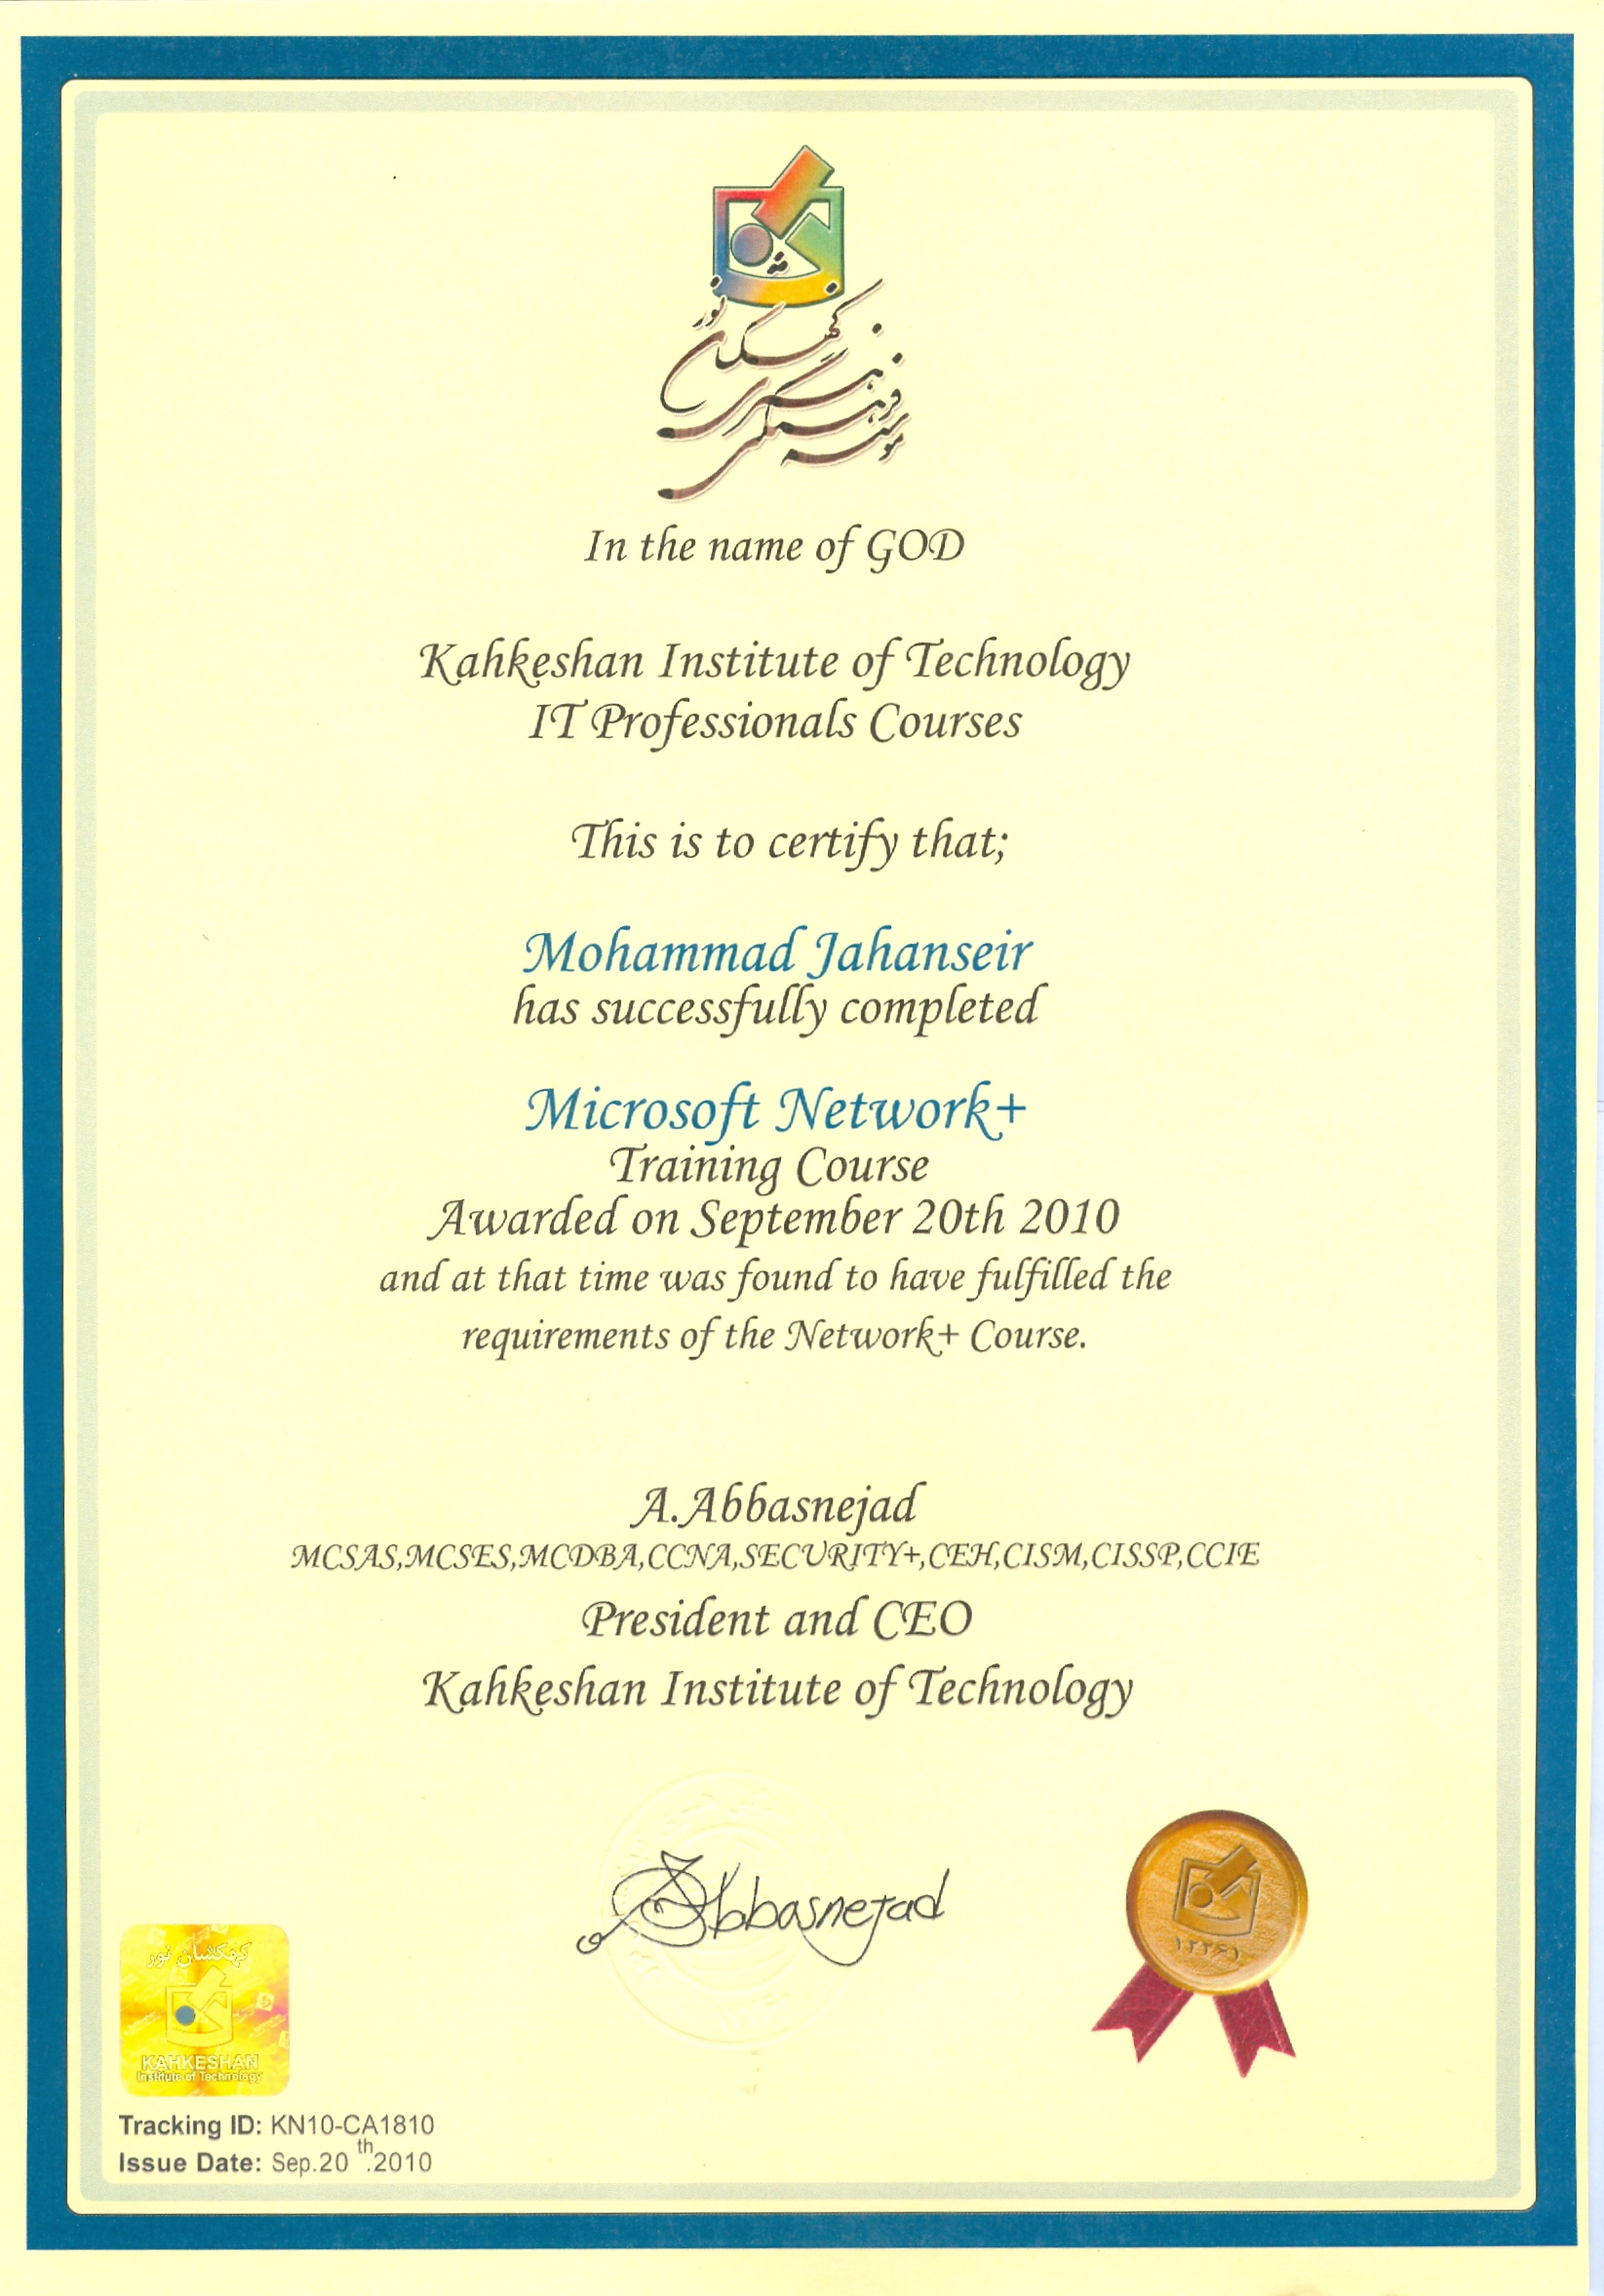 موسسه
فرهنگی
هنری
کهکشان نور
In the name of GOD
Kahkeshan Institute of Technology
IT Professionals Courses
This is to certify that;
Mohammad Jahanseir
has successfully completed
Microsoft Network+
Training Course
Awarded on September 20th 2010
and at that time was found to have fulfilled the
requirements of the Network+ Course.
A.Abbasnejad
MCSAS,MCSES,MCDBA,CCNA,SECURITY+,CEH,CISM,CISSP,CCIE
President and CEO
Kahkeshan Institute of Technology
Abbasnejad
کهکشان نور
KAHKESHAN
Institute of Technology
Tracking ID: KN10-CA1810
Issue Date: Sep.20 th.2010